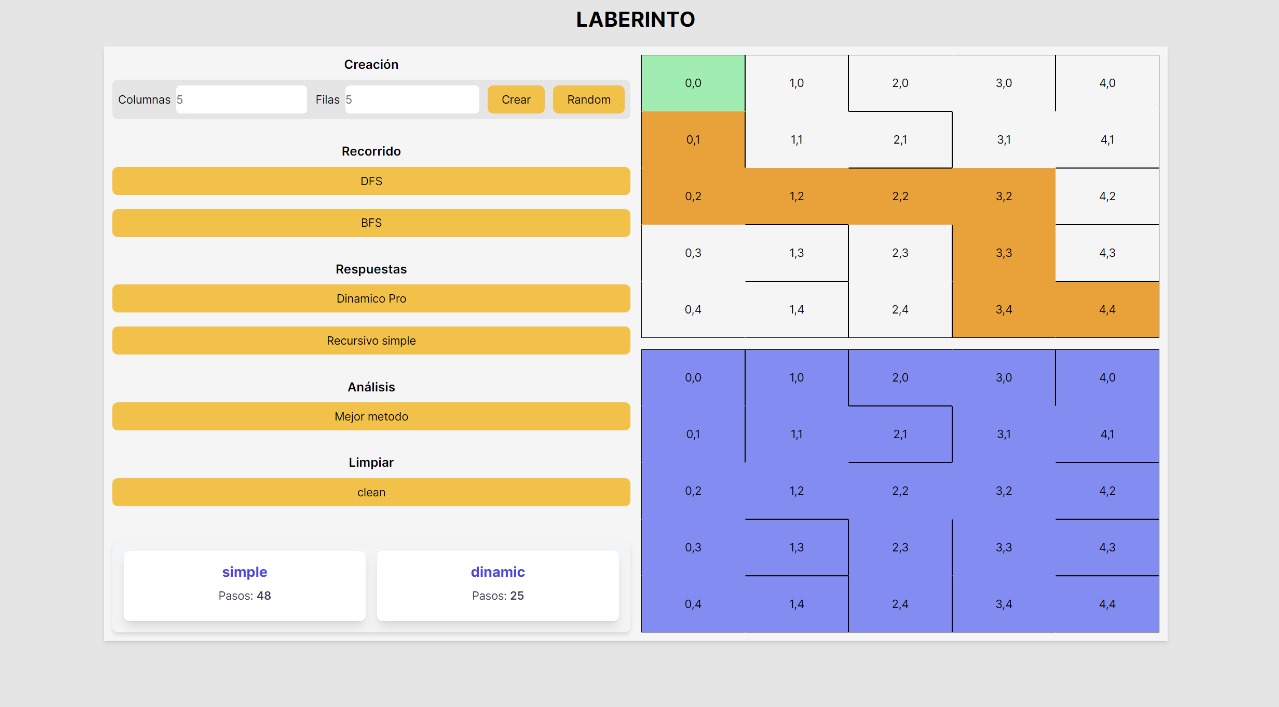 LABERINTO
Creación
Columnas 5 Filas 5 Crear Random
Recorrido
DFS
BFS
Respuestas
Dinamico Pro
Recursivo simple
Análisis
Mejor metodo
Limpiar
clean
simple
Pasos: 48
dinamic
Pasos: 25
0,0 1,0 2,0 3,0 4,0
0,1 1,1 2,1 3,1 4,1
0,2 1,2 2,2 3,2 4,2
0,3 1,3 2,3 3,3 4,3
0,4 1,4 2,4 3,4 4,4
0,0 1,0 2,0 3,0 4,0
0,1 1,1 2,1 3,1 4,1
0,2 1,2 2,2 3,2 4,2
0,3 1,3 2,3 3,3 4,3
0,4 1,4 2,4 3,4 4,4